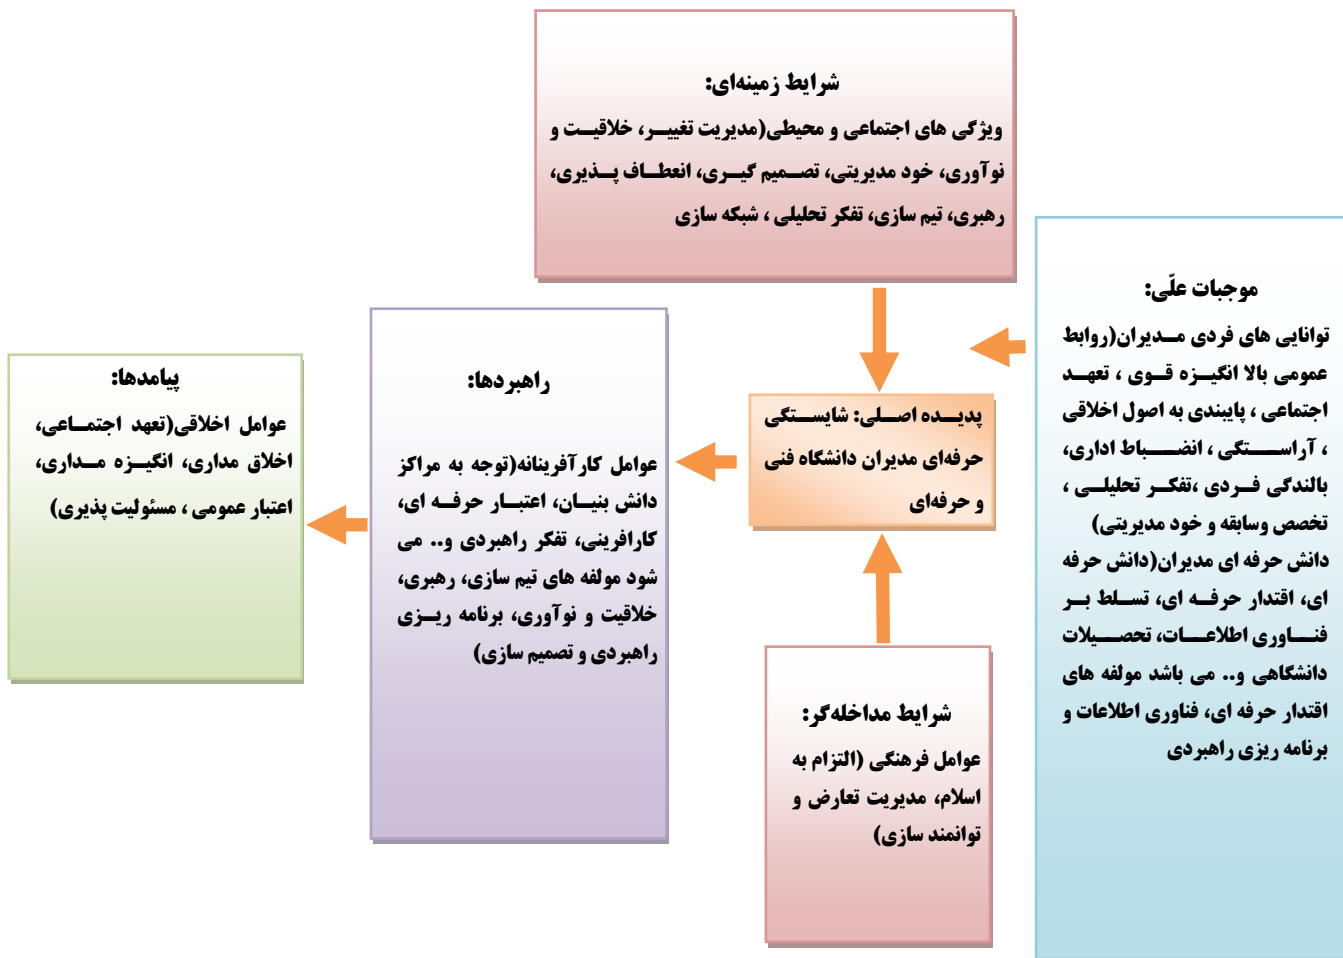 شرایط زمینه‌ای:
ویژگی های اجتماعی و محیطی(مدیریت تغییر، خلاقیت و
نوآوری، خود مدیریتی، تصمیم گیری، انعطاف پذیری،
رهبری، تیم سازی، تفکر تحلیلی ، شبکه سازی
موجبات علّی:
توانایی های فردی مدیران(روابط
عمومی بالا انگیزه قوی ، تعهد
اجتماعی ، پایبندی به اصول اخلاقی
، آراستگی ، انضباط اداری،
بالندگی فردی ،تفکر تحلیلی ،
تخصص وسابقه و خود مدیریتی)
دانش حرفه ای مدیران(دانش حرفه
ای، اقتدار حرفه ای، تسلط بر
فناوری اطلاعات، تحصیلات
دانشگاهی و.. می باشد مولفه های
اقتدار حرفه ای، فناوری اطلاعات و
برنامه ریزی راهبردی
پدیده اصلی: شایستگی
حرفه‌ای مدیران دانشگاه فنی
و حرفه‌ای
شرایط مداخله‌گر:
عوامل فرهنگی (التزام به
اسلام، مدیریت تعارض و
توانمند سازی)
راهبردها:
عوامل کارآفرینانه(توجه به مراکز
دانش بنیان، اعتبار حرفه ای،
کارافرینی، تفکر راهبردی و.. می
شود مولفه های تیم سازی، رهبری،
خلاقیت و نوآوری، برنامه ریزی
راهبردی و تصمیم سازی)
پیامدها:
عوامل اخلاقی(تعهد اجتماعی،
اخلاق مداری، انگیزه مداری،
اعتبار عمومی ، مسئولیت پذیری)